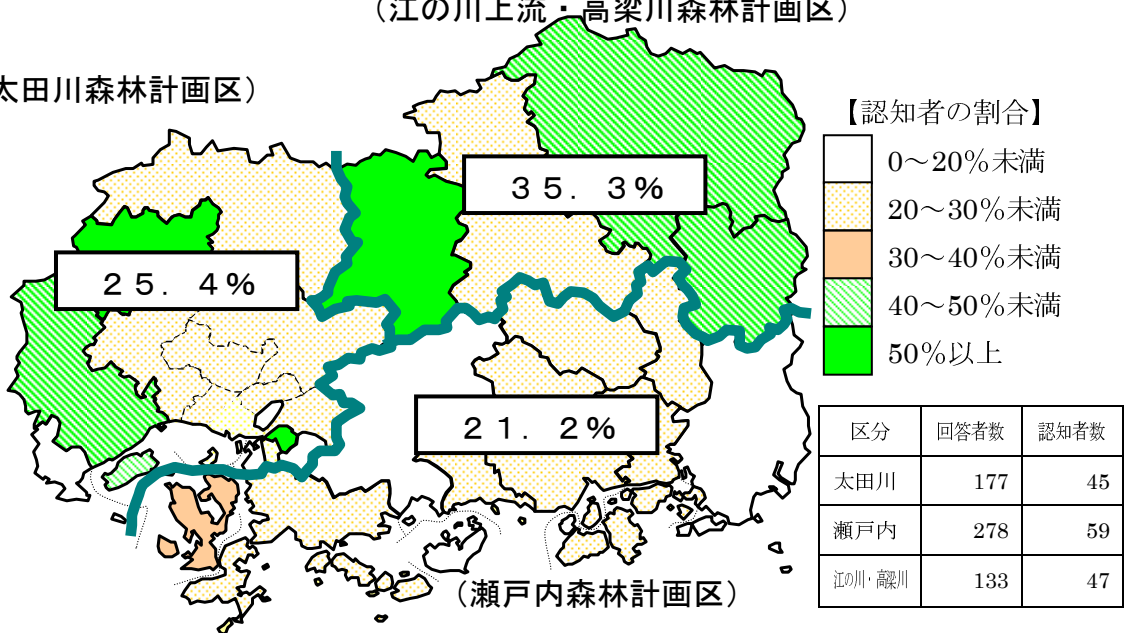 (江の川上流・高梁川森林計画区)
太田川森林計画区)
【認知者の割合】
0～20％未満
20～30％未満
30～40％未満
40～50％未満
50％以上
３５．３％
２５．４％
２１．２％
区分 回答者数 認知者数
太田川 177 45
瀬戸内 278 59
江の川・高梁川 133 47
(瀬戸内森林計画区)